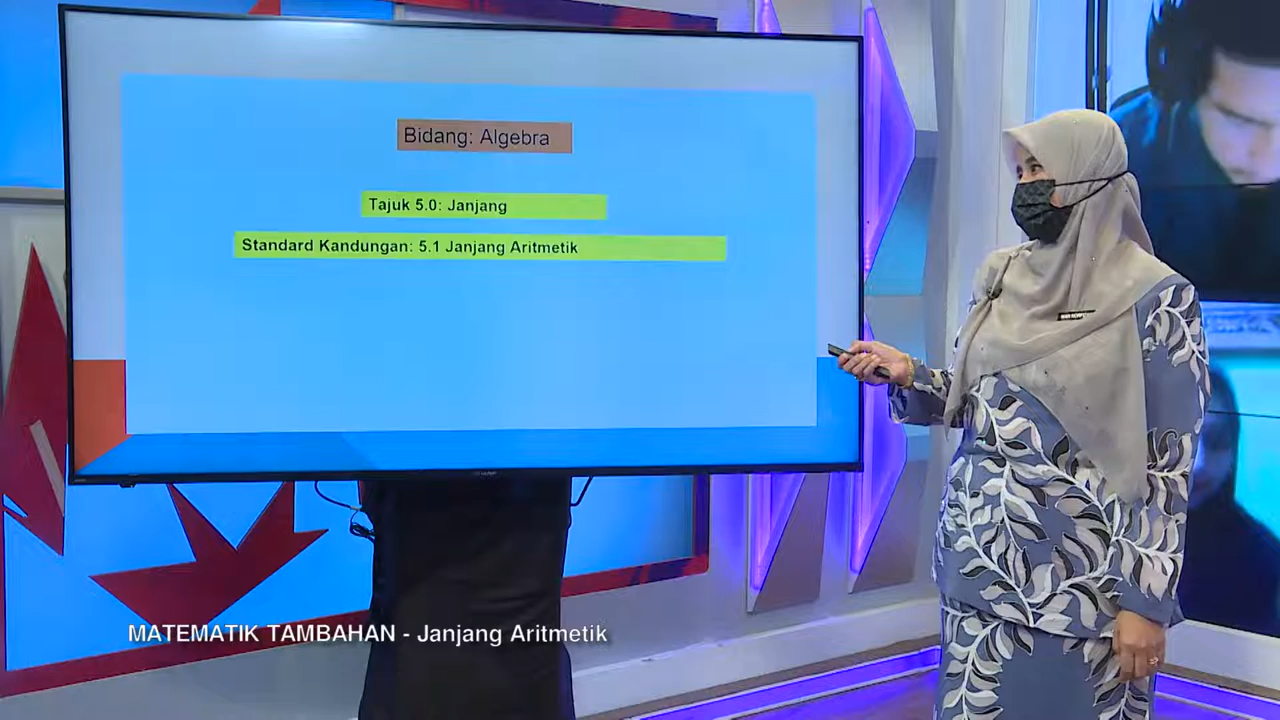 Bidang: Algebra
Tajuk 5.0: Janjang
Standard Kandungan: 5.1 Janjang Aritmetik
MATEMATIK TAMBAHAN - Janjang Aritmetik